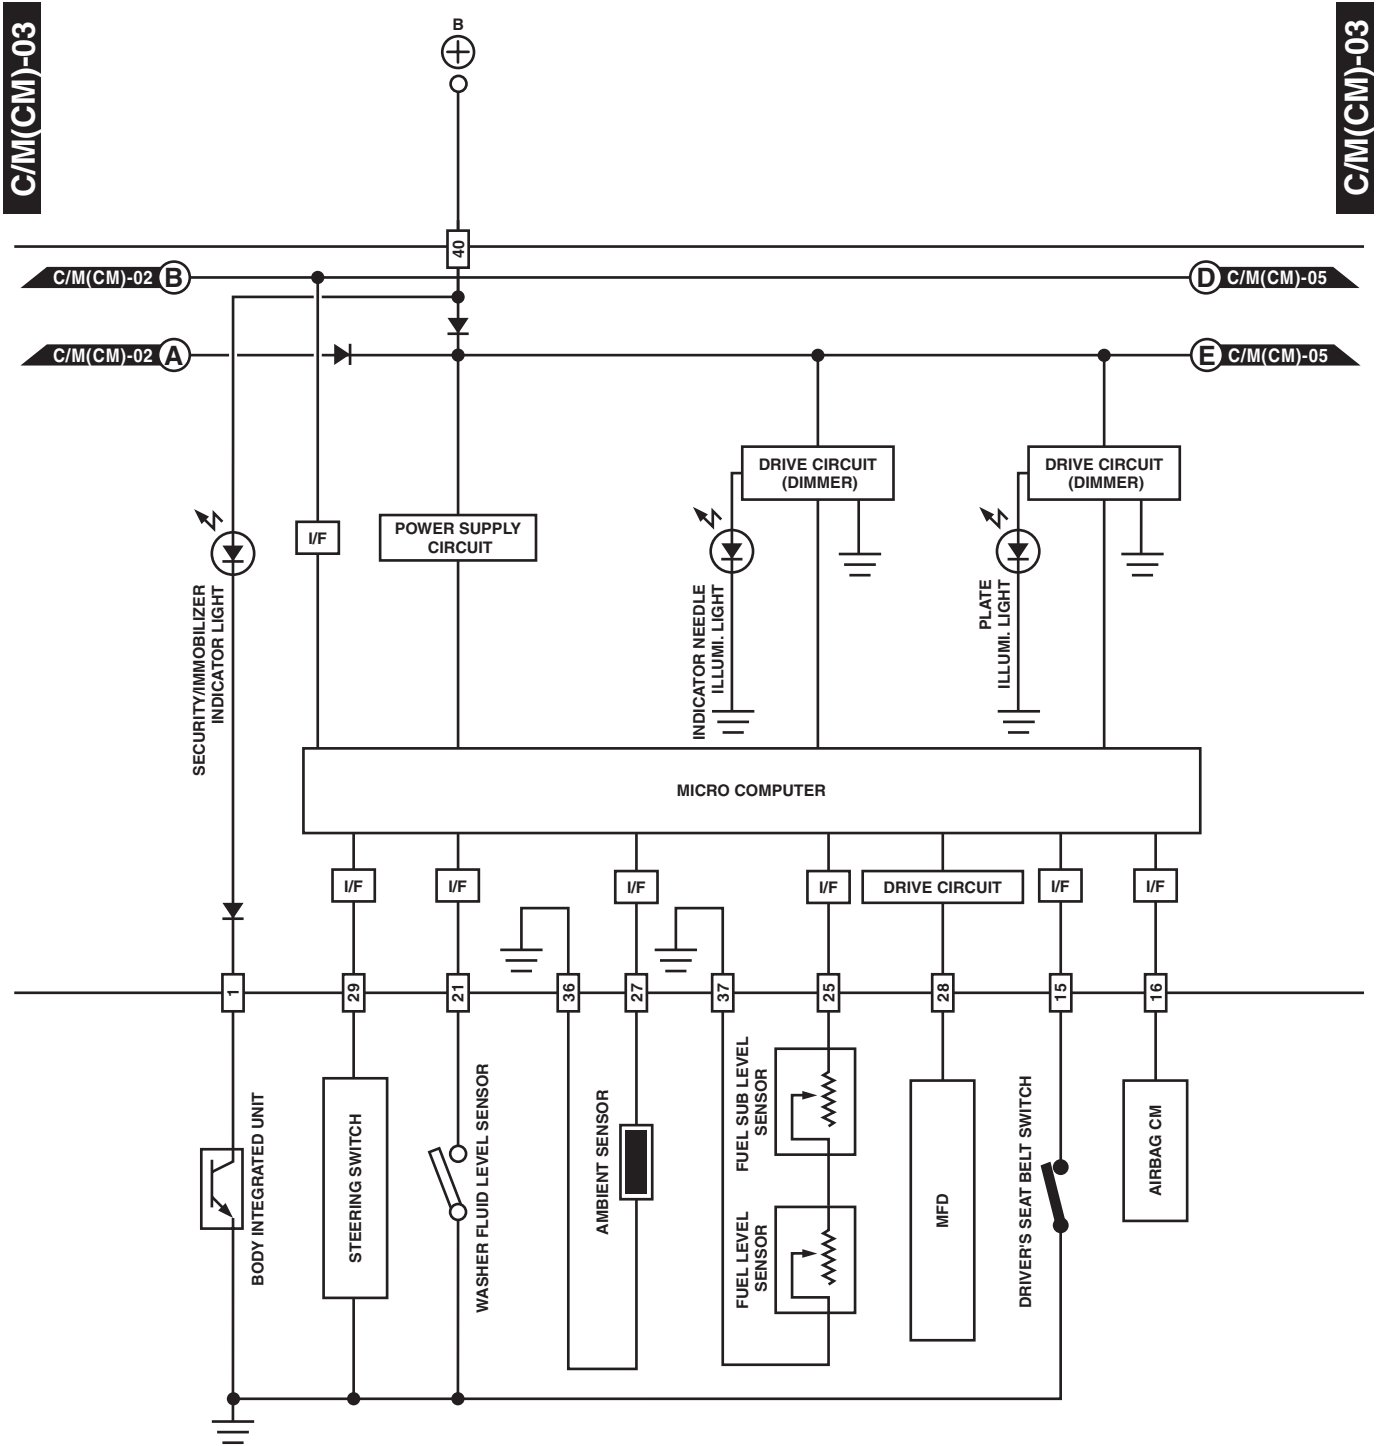 C/M(CM)-03
C/M(CM)-03
B
40
C/M(CM)-02 B
D C/M(CM)-05
C/M(CM)-02 A
E C/M(CM)-05
DRIVE CIRCUIT
(DIMMER)
DRIVE CIRCUIT
(DIMMER)
I/F
POWER SUPPLY
CIRCUIT
SECURITY/IMMOBILIZER
INDICATOR LIGHT
INDICATOR NEEDLE
ILLUMI. LIGHT
PLATE
ILLUMI. LIGHT
MICRO COMPUTER
I/F
I/F
I/F
I/F
DRIVE CIRCUIT
I/F
I/F
1
29
21
36
27
37
25
28
15
16
BODY INTEGRATED UNIT
STEERING SWITCH
WASHER FLUID LEVEL SENSOR
AMBIENT SENSOR
FUEL SUB LEVEL
SENSOR
FUEL LEVEL
SENSOR
MFD
DRIVER'S SEAT BELT SWITCH
AIRBAG CM